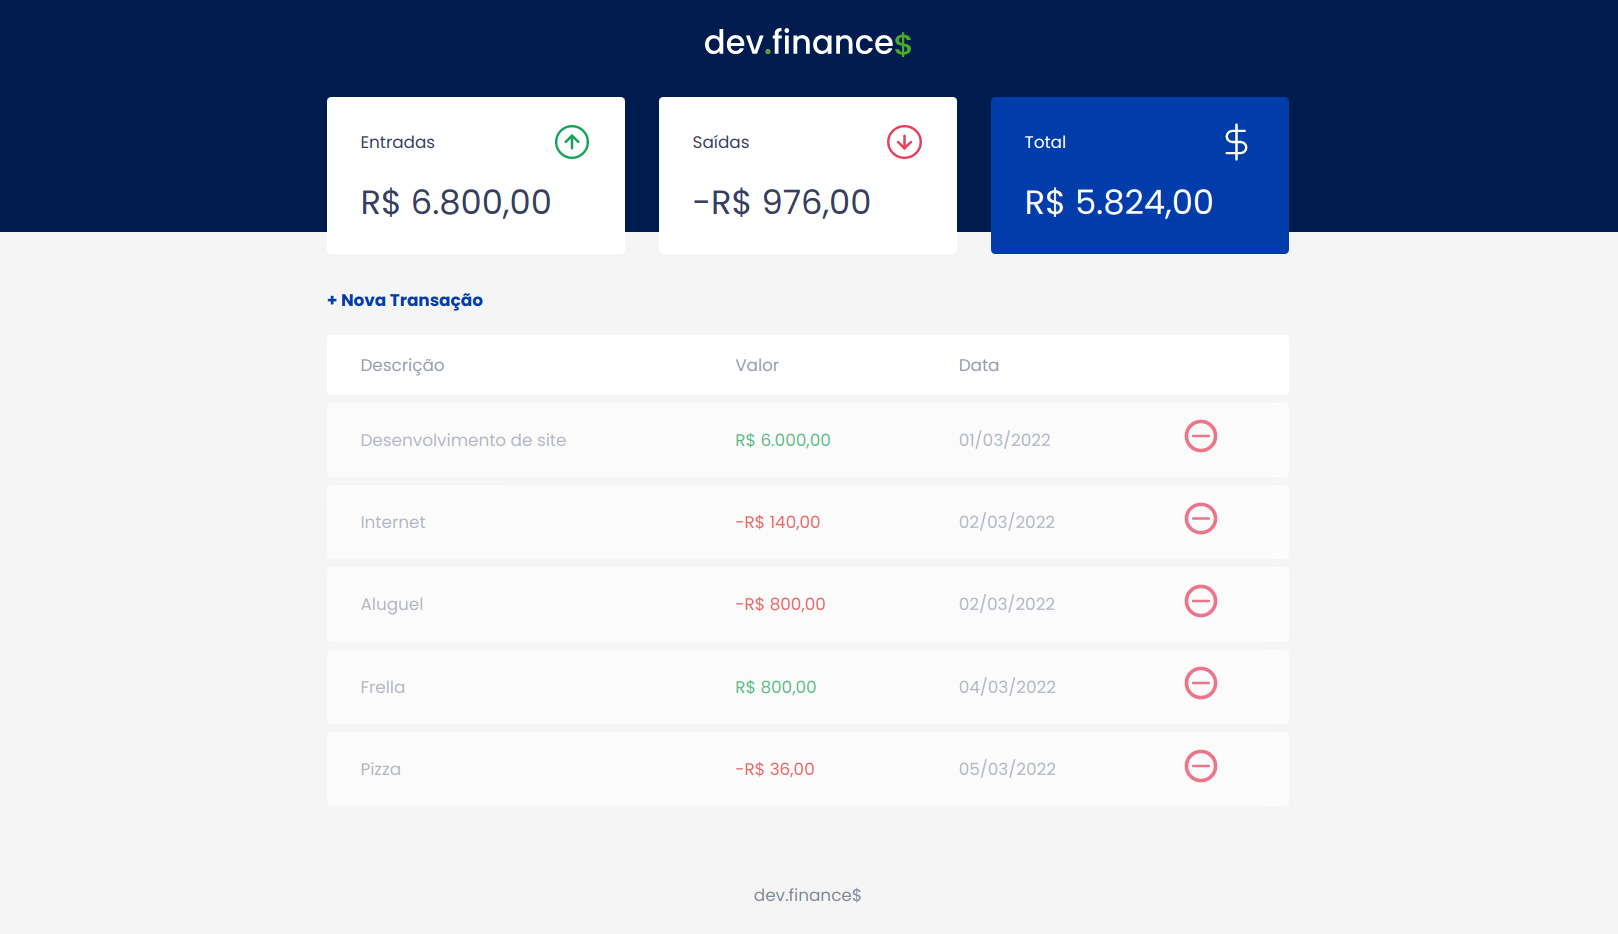 dev.finance$
Entradas
R$ 6.800,00
Saídas
-R$ 976,00
Total
$
R$ 5.824,00
+ Nova Transação
Descrição Valor Data
Desenvolvimento de site R$ 6.000,00 01/03/2022
Internet -R$ 140,00 02/03/2022
Aluguel -R$ 800,00 02/03/2022
Frella R$ 800,00 04/03/2022
Pizza -R$ 36,00 05/03/2022
dev.finance$